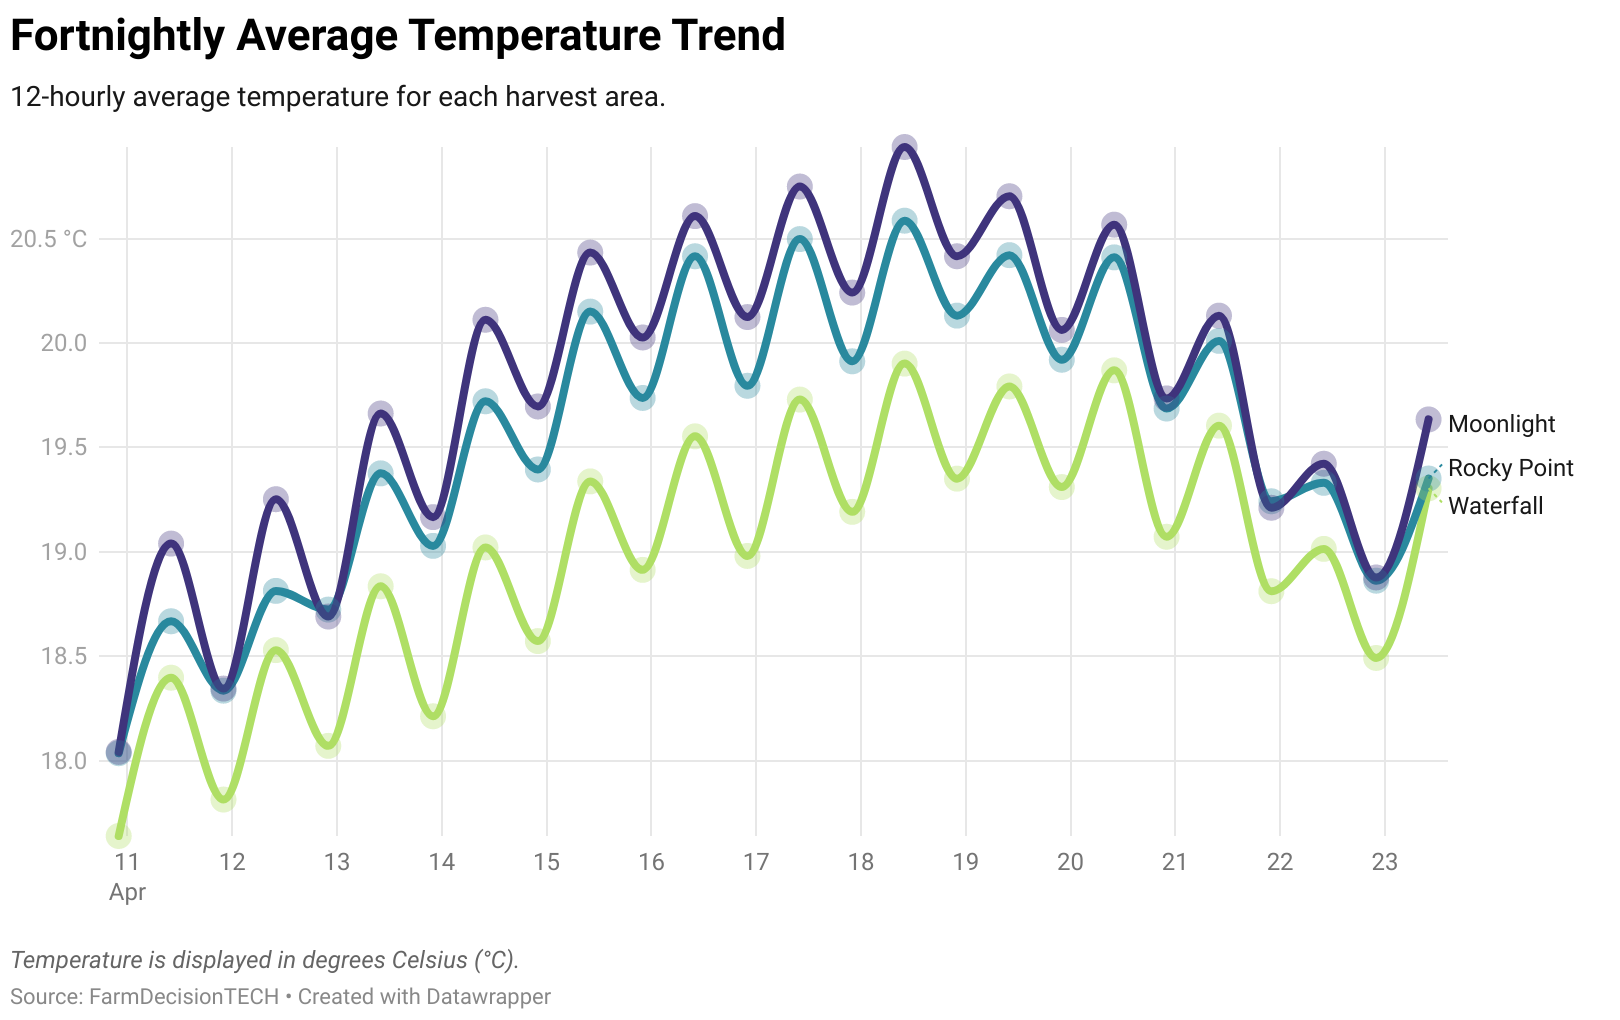 Fortnightly Average Temperature Trend
12-hourly average temperature for each harvest area.
20.5 °C
20.0
19.5
19.0
18.5
18.0
Moonlight
Rocky Point
Waterfall
11 12 13 14 15 16 17 18 19 20 21 22 23
Apr
Temperature is displayed in degrees Celsius (°C).
Source: FarmDecisionTECH • Created with Datawrapper